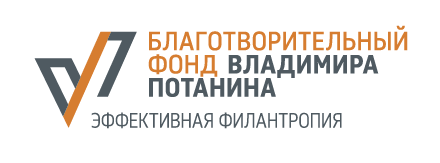 БЛАГОТВОРИТЕЛЬНЫЙ
ФОНД ВЛАДИМИРА
ПОТАНИНА
ЭФФЕКТИВНАЯ ФИЛАНТРОПИЯ